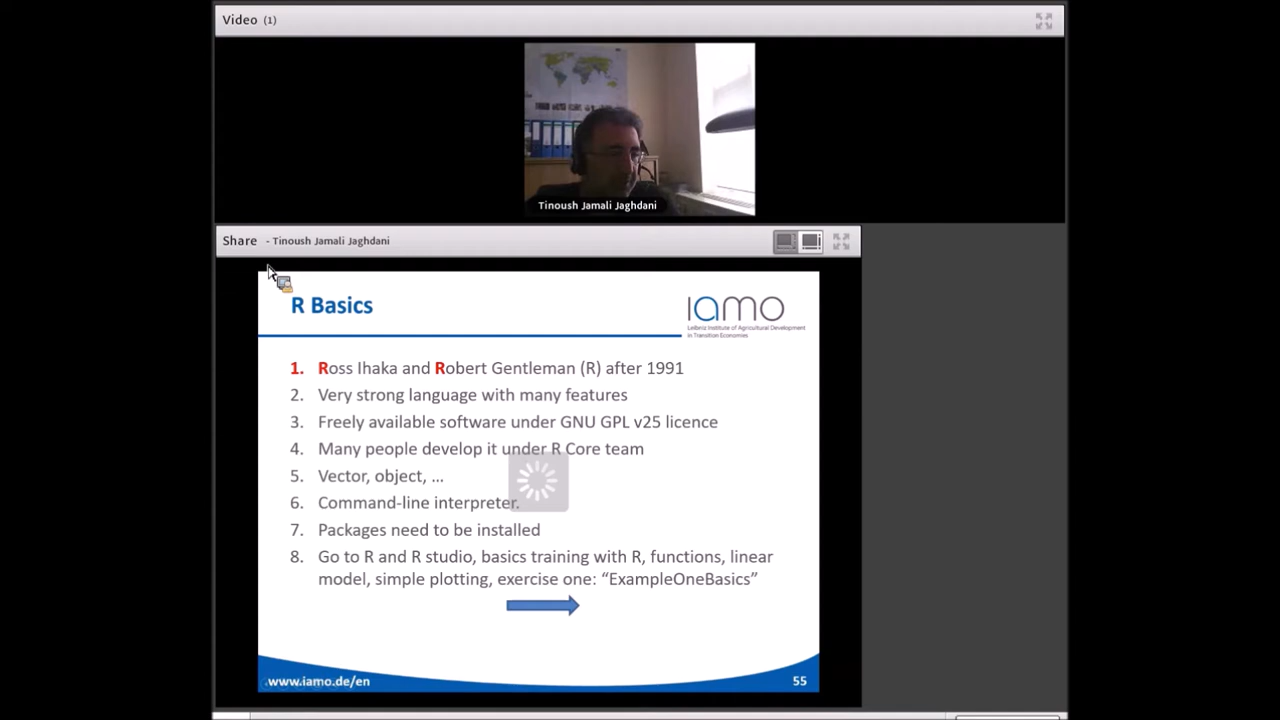 Video (1)
Tinoush Jamali Jaghdani
Share - Tinoush Jamali Jaghdani
R Basics
iamo
Leibniz Institute of Agricultural Development
in Transition Economies
1. Ross Ihaka and Robert Gentleman (R) after 1991
2. Very strong language with many features
3. Freely available software under GNU GPL v25 licence
4. Many people develop it under R Core team
5. Vector, object, ...
6. Command-line interpreter.
7. Packages need to be installed
8. Go to R and R studio, basics training with R, functions, linear
model, simple plotting, exercise one: “ExampleOneBasics”
www.iamo.de/en
55